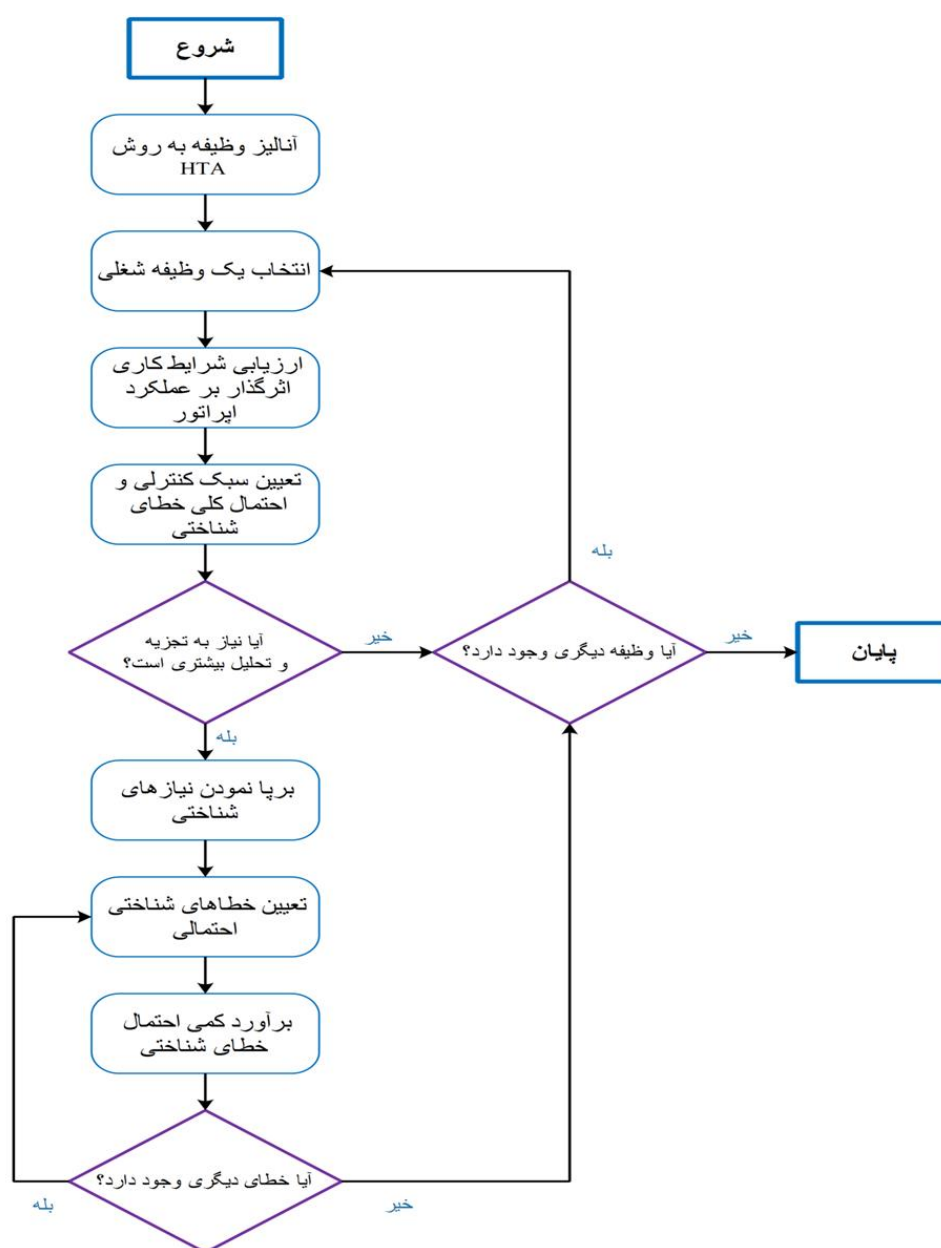 شروع
آنالیز وظیفه به روش
HTA
انتخاب یک وظیفه شغلی
ارزیابی شرایط کاری
اثرگذار بر عملکرد
اپراتور
تعیین سبک کنترلی و
احتمال کلی خطای
شناختی
آیا نیاز به تجزیه
و تحلیل بیشتری است؟
خیر
بله
آیا وظیفه دیگری وجود دارد؟
بله
خیر
پایان
برپا نمودن نیازهای
شناختی
تعیین خطاهای شناختی
احتمالی
برآورد کمی احتمال
خطای شناختی
آیا خطای دیگری وجود دارد؟
بله
خیر